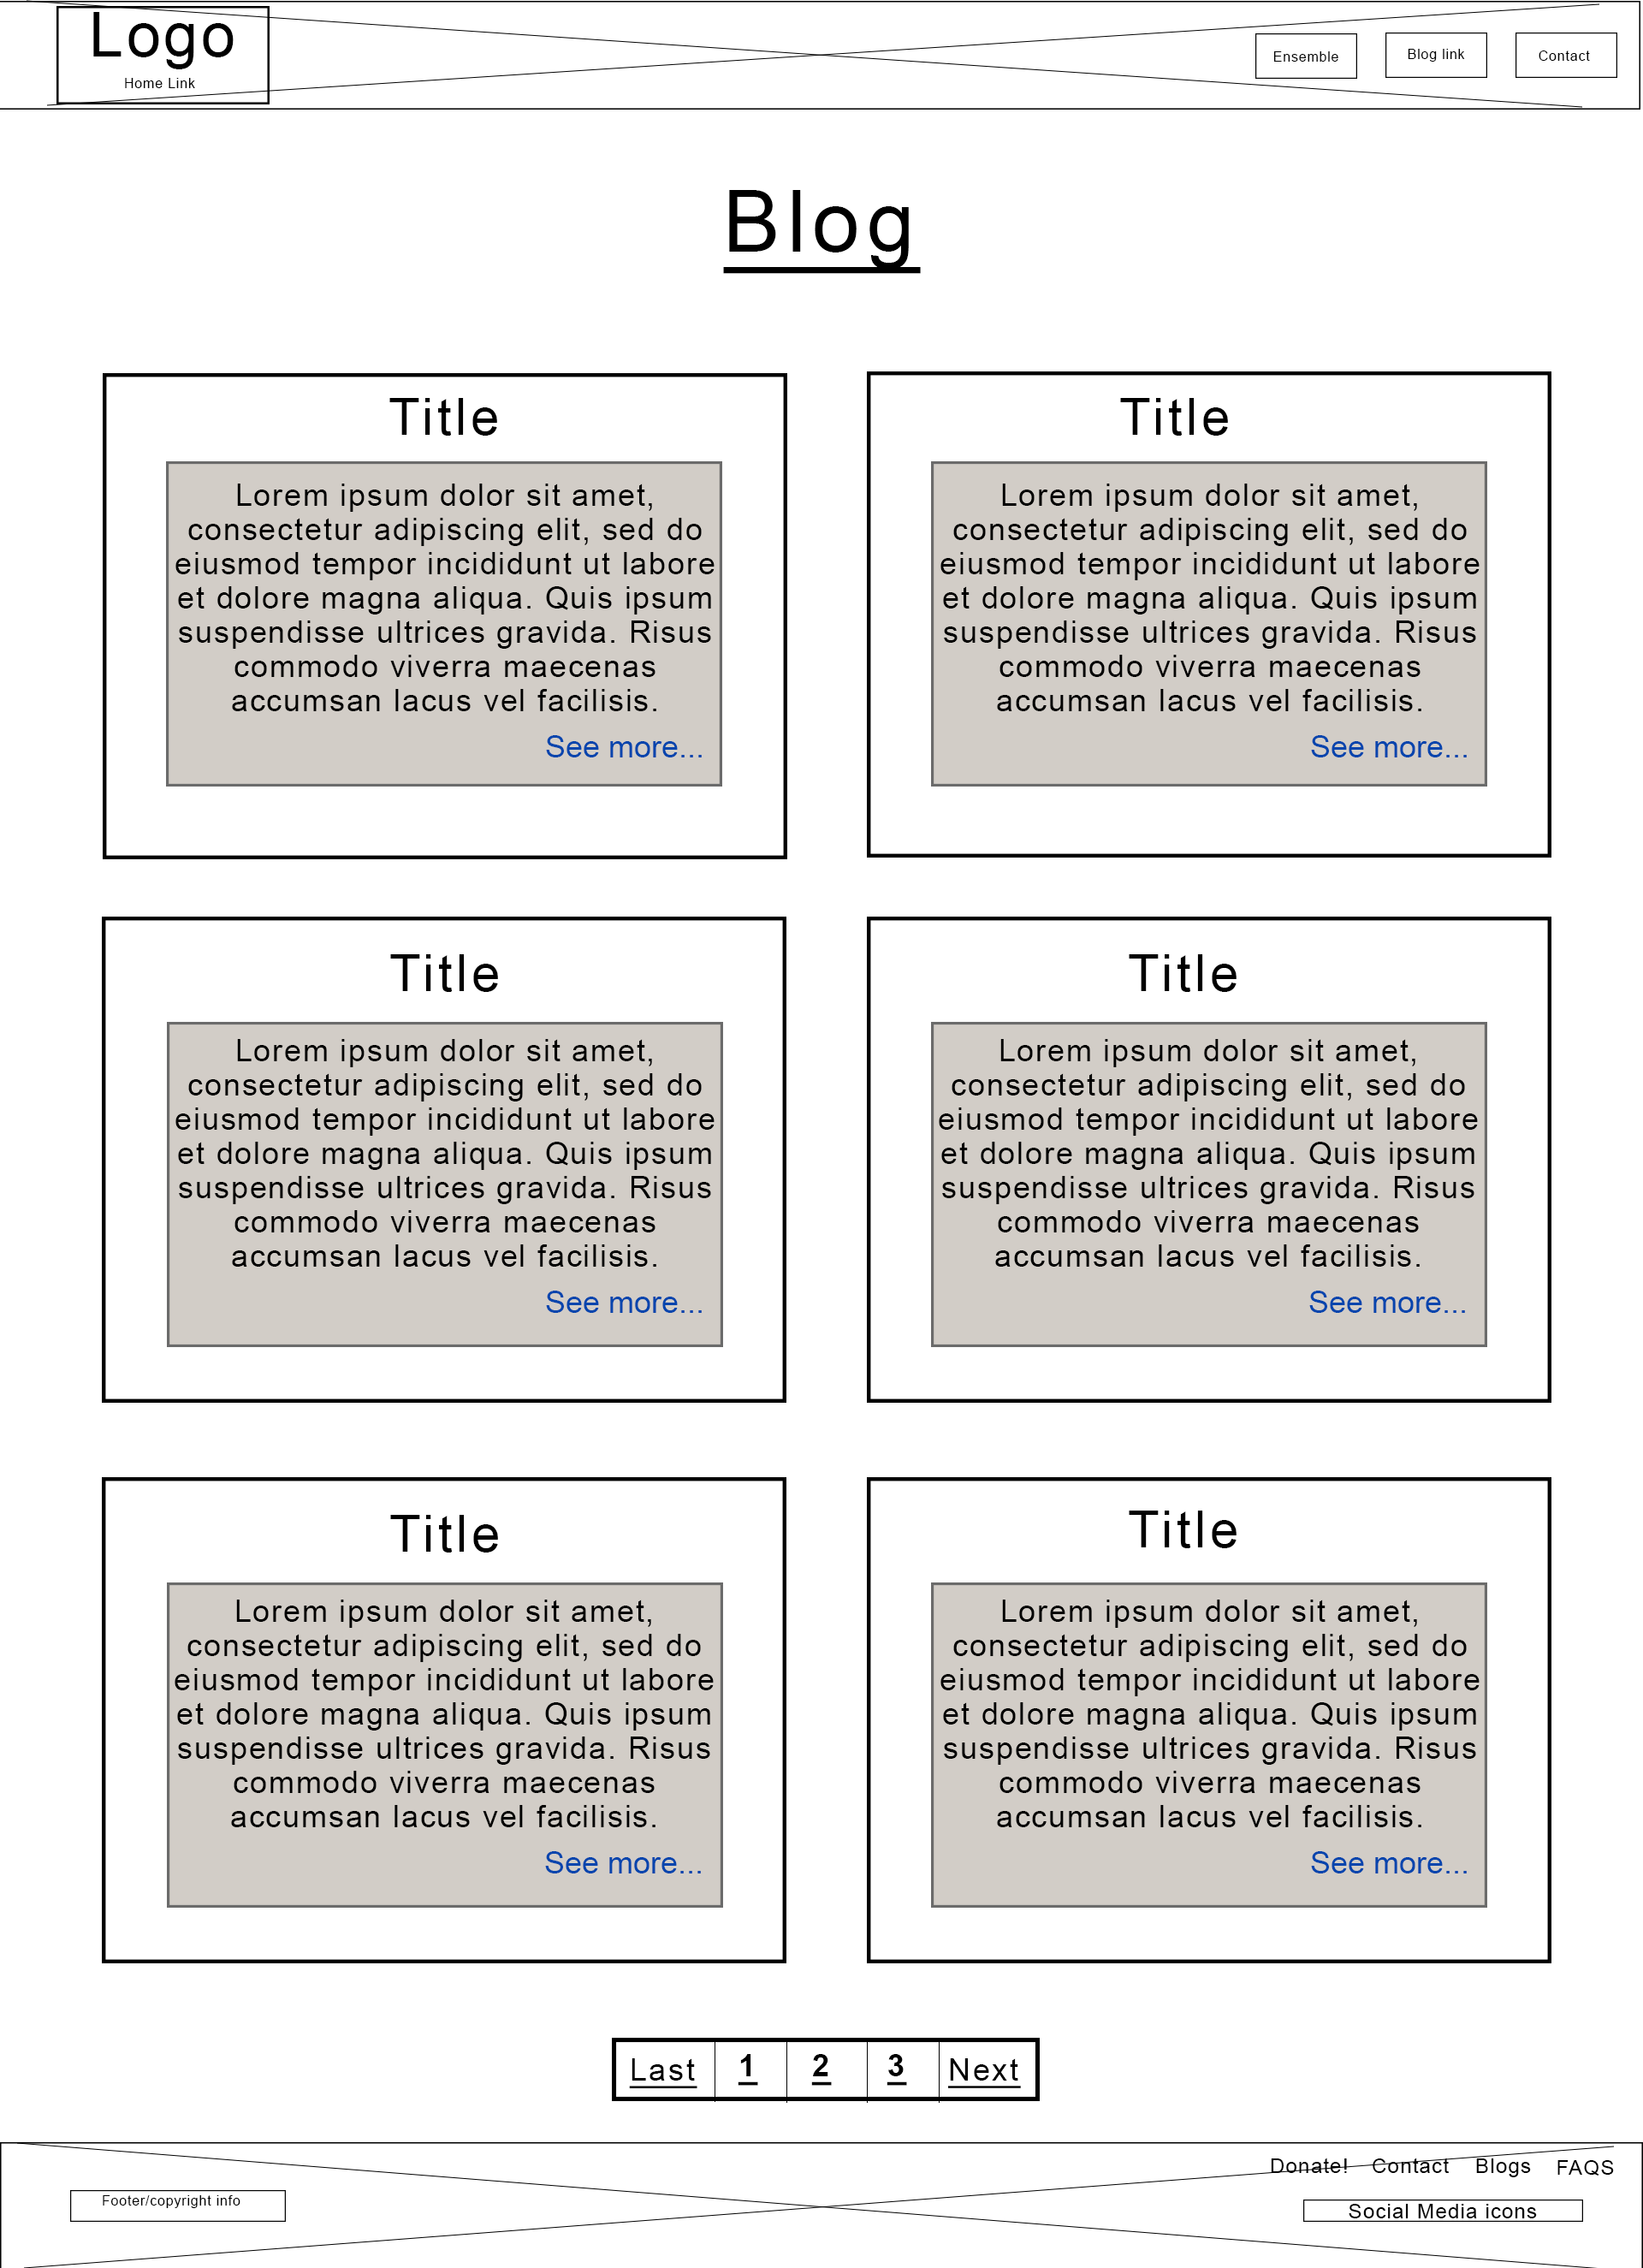 Logo
Home Link
Ensemble
Blog link
Contact
Blog
Title
Lorem ipsum dolor sit amet,
consectetur adipiscing elit, sed do
eiusmod tempor incididunt ut labore
et dolore magna aliqua. Quis ipsum
suspendisse ultrices gravida. Risus
commodo viverra maecenas
accumsan lacus vel facilisis.
See more...
Title
Lorem ipsum dolor sit amet,
consectetur adipiscing elit, sed do
eiusmod tempor incididunt ut labore
et dolore magna aliqua. Quis ipsum
suspendisse ultrices gravida. Risus
commodo viverra maecenas
accumsan lacus vel facilisis.
See more...
Title
Lorem ipsum dolor sit amet,
consectetur adipiscing elit, sed do
eiusmod tempor incididunt ut labore
et dolore magna aliqua. Quis ipsum
suspendisse ultrices gravida. Risus
commodo viverra maecenas
accumsan lacus vel facilisis.
See more...
Title
Lorem ipsum dolor sit amet,
consectetur adipiscing elit, sed do
eiusmod tempor incididunt ut labore
et dolore magna aliqua. Quis ipsum
suspendisse ultrices gravida. Risus
commodo viverra maecenas
accumsan lacus vel facilisis.
See more...
Title
Lorem ipsum dolor sit amet,
consectetur adipiscing elit, sed do
eiusmod tempor incididunt ut labore
et dolore magna aliqua. Quis ipsum
suspendisse ultrices gravida. Risus
commodo viverra maecenas
accumsan lacus vel facilisis.
See more...
Title
Lorem ipsum dolor sit amet,
consectetur adipiscing elit, sed do
eiusmod tempor incididunt ut labore
et dolore magna aliqua. Quis ipsum
suspendisse ultrices gravida. Risus
commodo viverra maecenas
accumsan lacus vel facilisis.
See more...
Last 1 2 3 Next
Footer/copyright info
Donate! Contact Blogs FAQS
Social Media icons